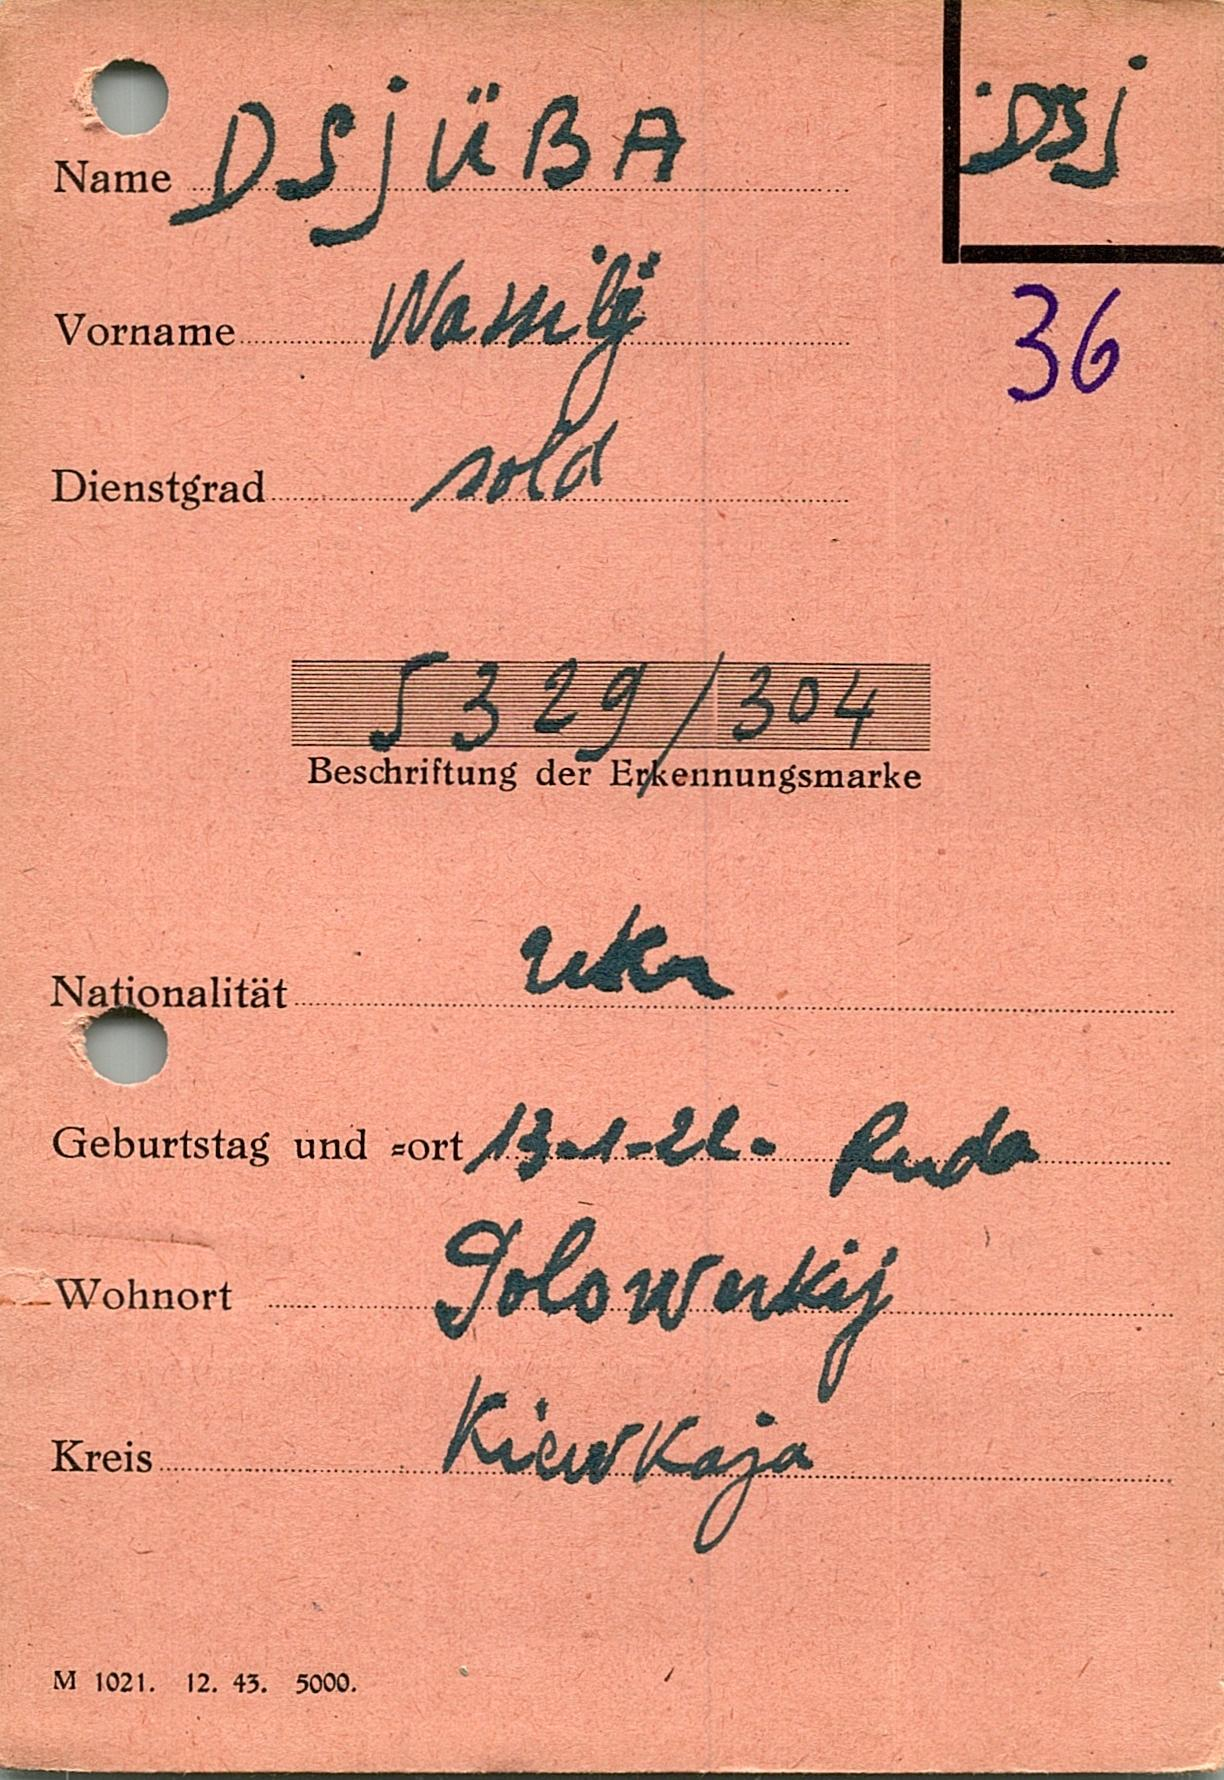 DSj
Name DSjÜBA
36
Vorname Wassilij
Dienstgrad sold
5329/304
Beschriftung der Erkennungsmarke
Nationalität ukr
Geburtstag und =ort 13-1-22. Ruda
Wohnort Golowerkij
Kreis Kiewkaja
M 1021. 12. 43. 5000.